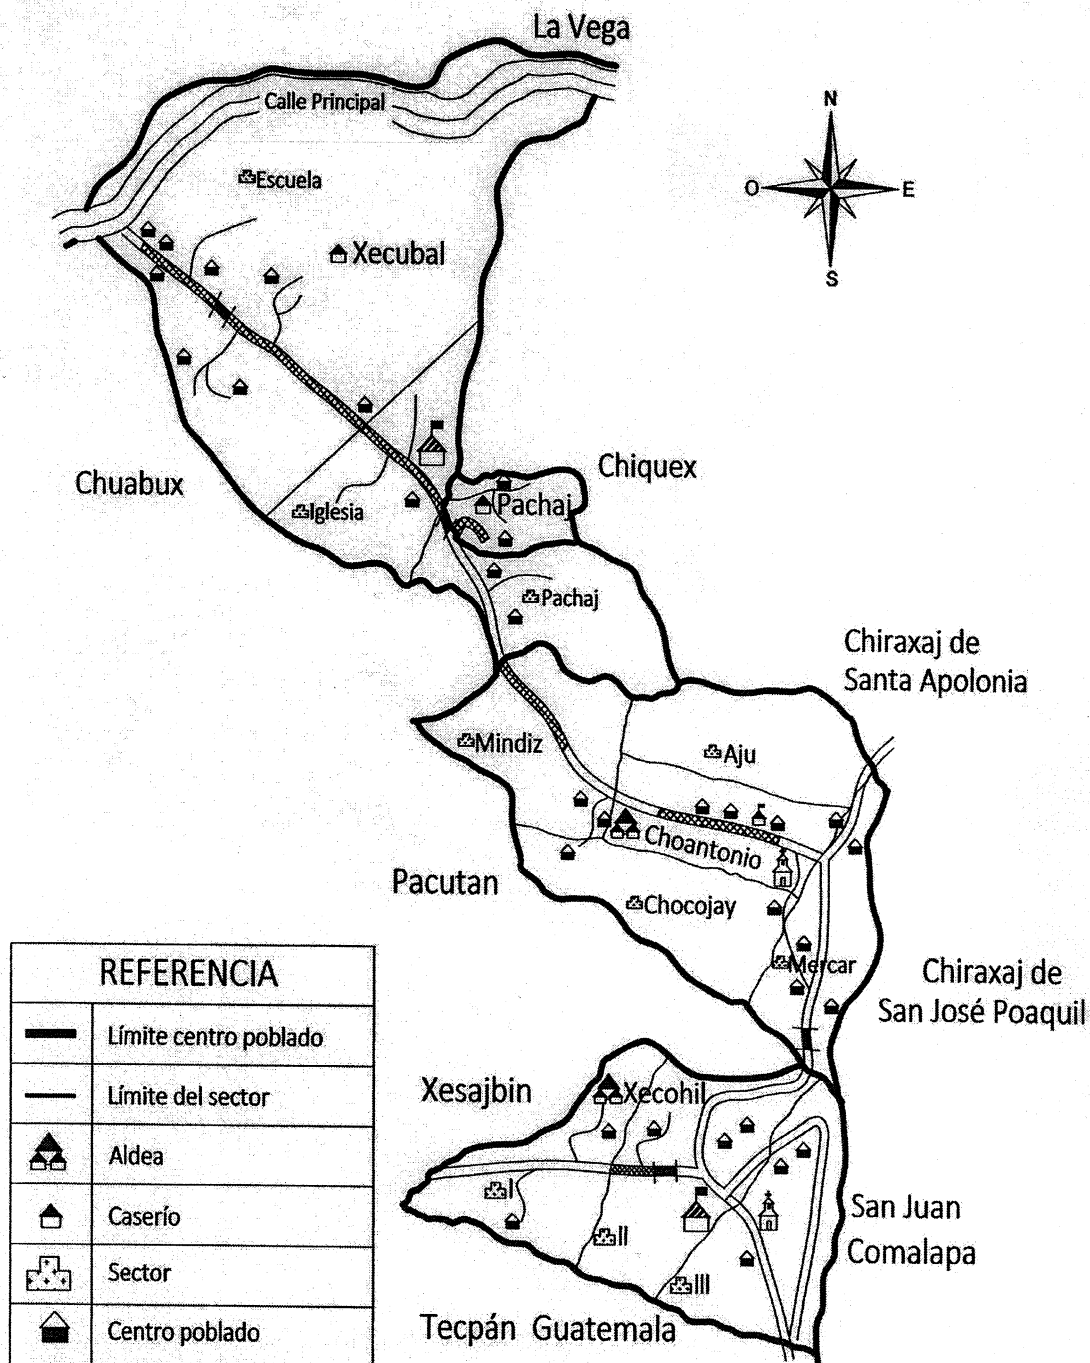 La Vega
Calle Principal
N
O
E
S
Escuela
Xecubal
Chuabux
Chiquex
Pachaj
Iglesia
Pachaj
Chiraxaj de
Santa Apolonia
Mindiz
Aju
Choantonio
Pacutan
Chocojay
Mercar
Chiraxaj de
San José Poaquil
Xesajbin
Xecohil
I
II
III
San Juan
Comalapa
Tecpán Guatemala
REFERENCIA
Límite centro poblado
Límite del sector
Aldea
Caserío
Sector
Centro poblado